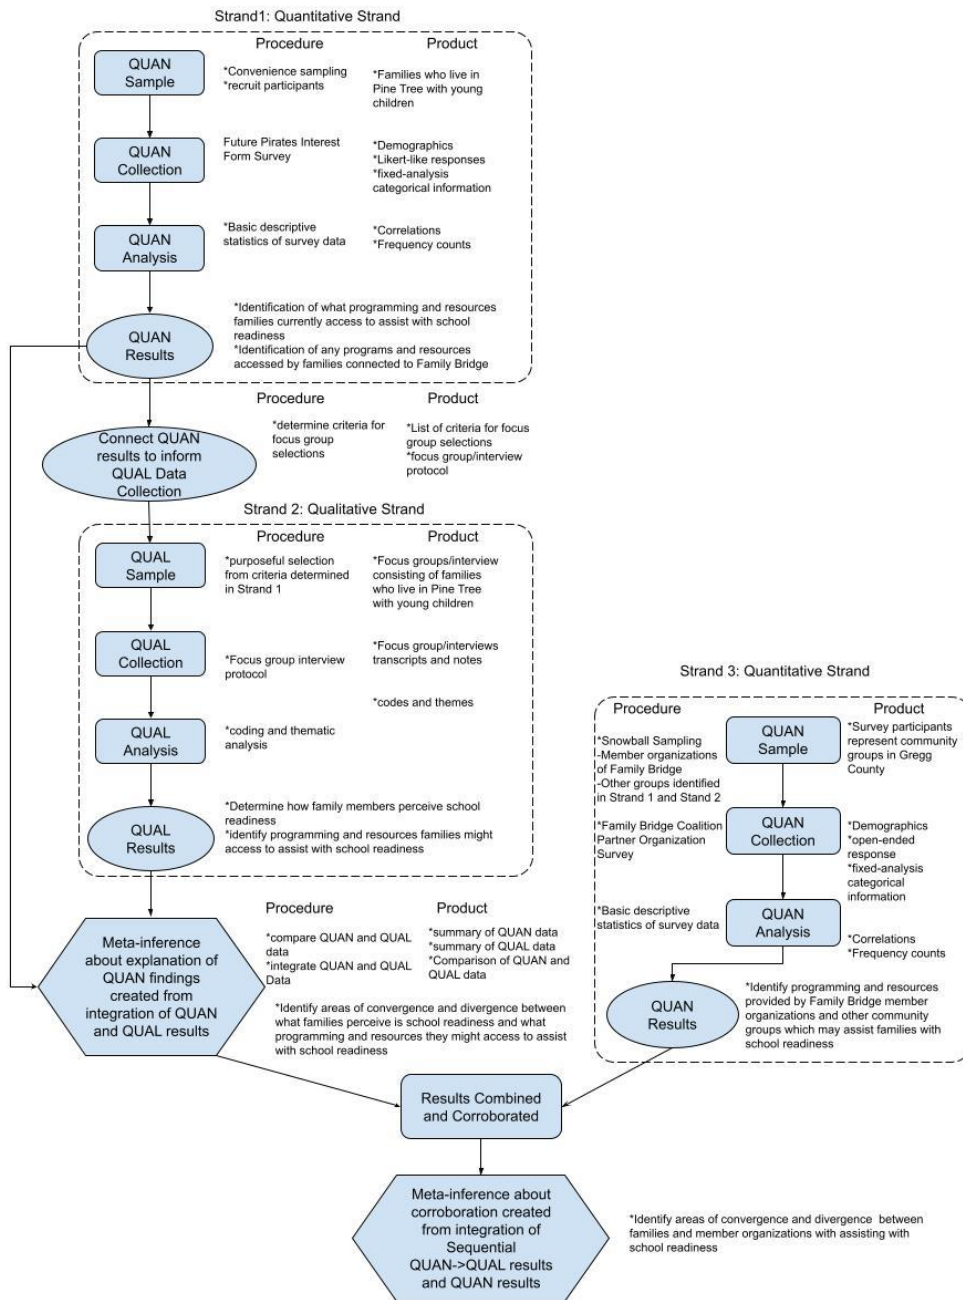 Strand1: Quantitative Strand
Procedure
Product
QUAN
Sample
*Convenience sampling
*recruit participants
*Families who live in
Pine Tree with young
children
QUAN
Collection
Future Pirates Interest
Form Survey
*Demographics
*Likert-like responses
*fixed-analysis
categorical information
QUAN
Analysis
*Basic descriptive
statistics of survey data
*Correlations
*Frequency counts
QUAN
Results
*Identification of what programming and resources
families currently access to assist with school
readiness
*Identification of any programs and resources
accessed by families connected to Family Bridge
Procedure
Product
Connect QUAN
results to inform
QUAL Data
Collection
*determine criteria for
focus group
selections
*List of criteria for focus
group selections
*focus group/interview
protocol
Strand 2: Qualitative Strand
Procedure
Product
QUAL
Sample
*purposeful selection
from criteria determined
in Strand 1
*Focus groups/interview
consisting of families
who live in Pine Tree
with young children
QUAL
Collection
*Focus group interview
protocol
*Focus group/interviews
transcripts and notes
*codes and themes
QUAL
Analysis
*coding and thematic
analysis
QUAL
Results
*Determine how family members perceive school
readiness
*identify programming and resources families might
access to assist with school readiness
Strand 3: Quantitative Strand
Procedure
Product
QUAN
Sample
*Snowball Sampling
-Member organizations
of Family Bridge
-Other groups identified
in Strand 1 and Stand 2
*Survey participants
represent community
groups in Gregg
County
QUAN
Collection
*Family Bridge Coalition
Partner Organization
Survey
*Demographics
*open-ended
response
*fixed-analysis
categorical
information
QUAN
Analysis
*Basic descriptive
statistics of survey data
*Correlations
*Frequency counts
QUAN
Results
*Identify programming and resources
provided by Family Bridge member
organizations and other community
groups which may assist families with
school readiness
Procedure
Product
Meta-inference
about explanation of
QUAN findings
created from
integration of QUAN
and QUAL results
*compare QUAN and QUAL
data
*integrate QUAN and QUAL
Data
*summary of QUAN data
*summary of QUAL data
*Comparison of QUAN and
QUAL data
*Identify areas of convergence and divergence between
what families perceive is school readiness and what
programming and resources they might access to assist
with school readiness
Results Combined
and Corroborated
Meta-inference about
corroboration created
from integration of
Sequential
QUAN->QUAL results
and QUAN results
*Identify areas of convergence and divergence between
families and member organizations with assisting with
school readiness